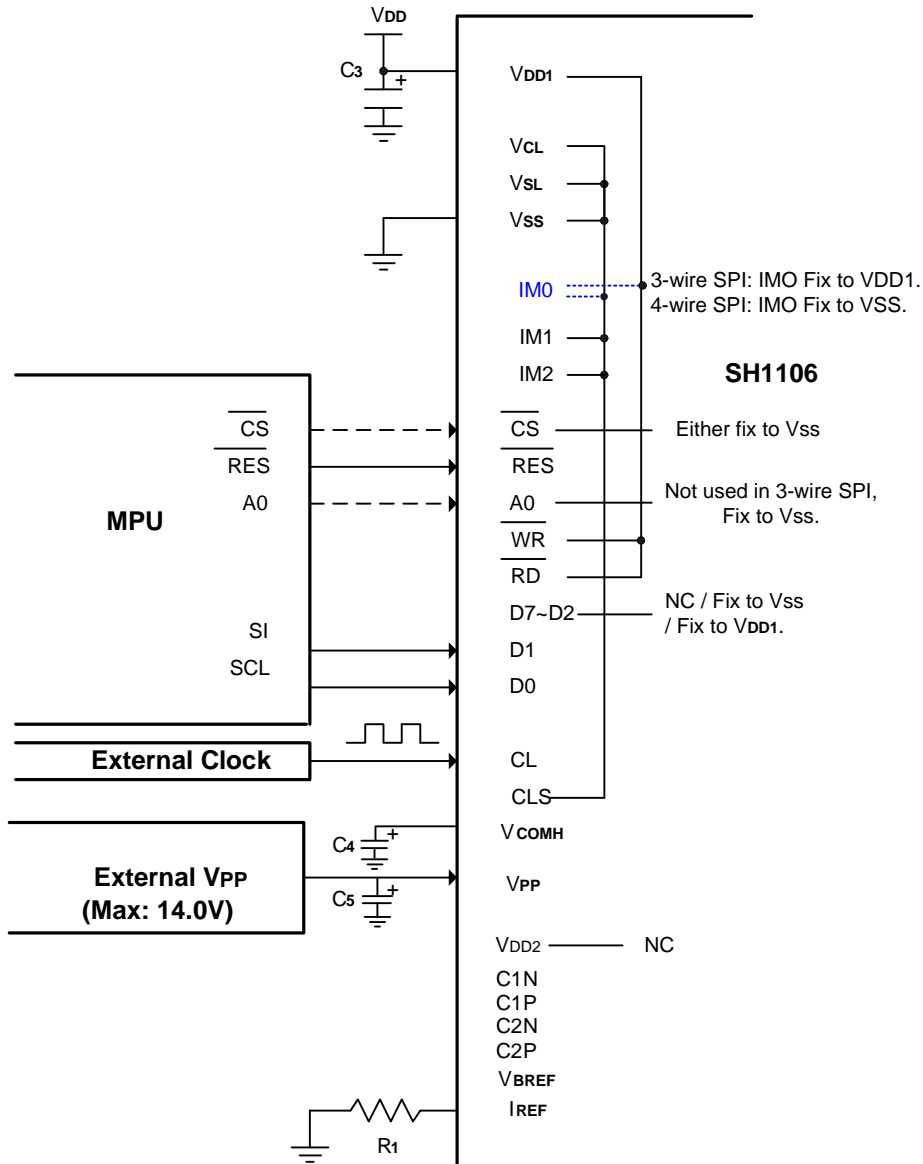 VDD
C3
+
VDD1
VCL
VSL
VSS
IM0
3-wire SPI: IMO Fix to VDD1.
4-wire SPI: IMO Fix to VSS.
IM1
IM2
SH1106
MPU
CS
RES
A0
SI
SCL
CS
Either fix to Vss
RES
A0
Not used in 3-wire SPI,
Fix to Vss.
WR
RD
D7~D2
NC / Fix to Vss
/ Fix to VDD1.
D1
D0
External Clock
CL
CLS
C4
+
VCOMH
External VPP
(Max: 14.0V)
C5
+
VPP
VDD2
NC
C1N
C1P
C2N
C2P
VBREF
IREF
R1